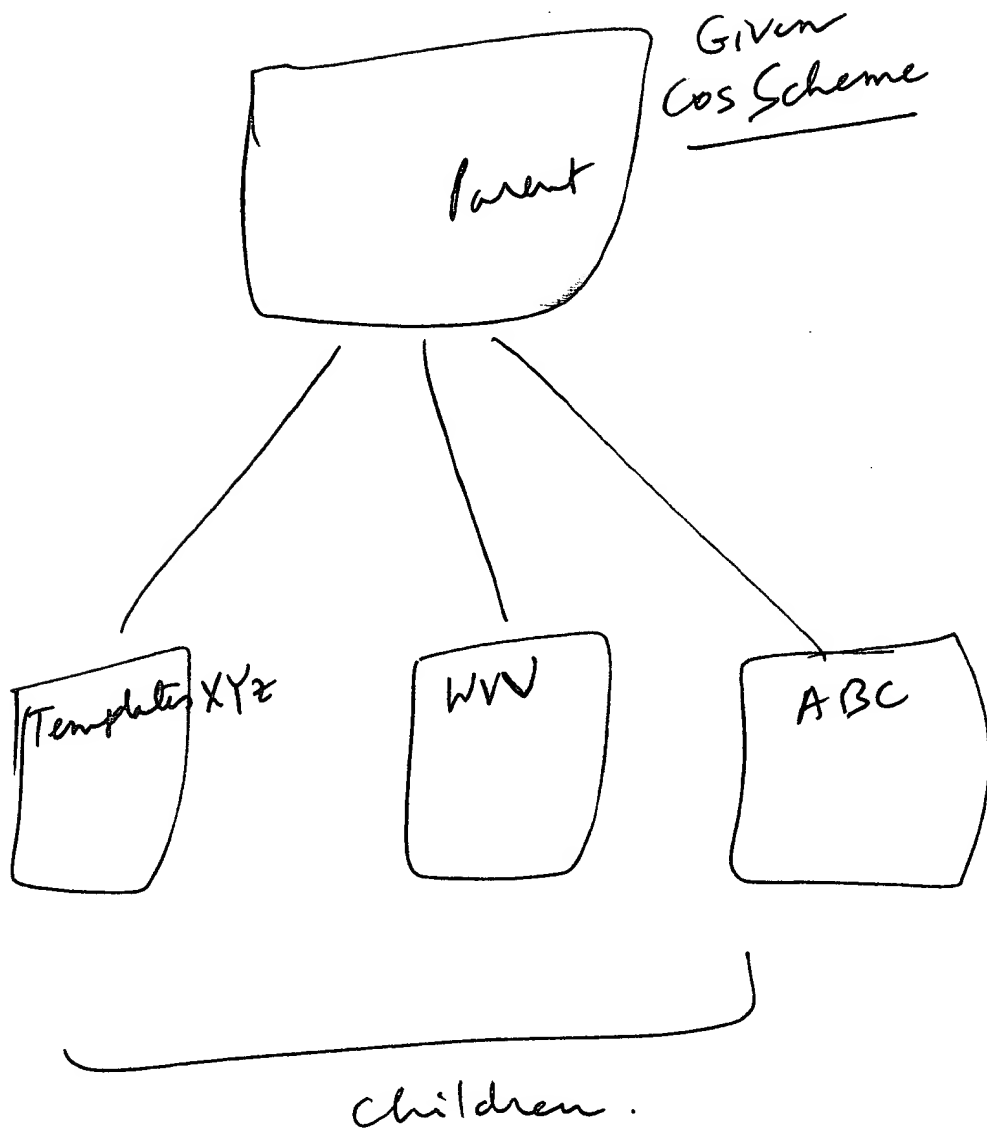 Given
Cos Scheme
Parent
Templates XYZ
WVV
ABC
Children.